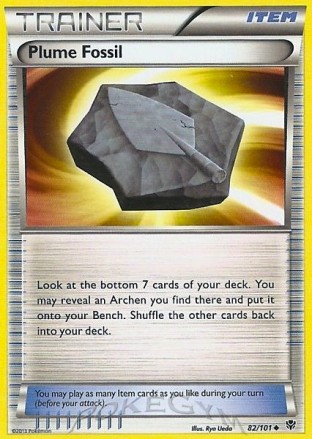 TRAINER
ITEM
Plume Fossil
Look at the bottom 7 cards of your deck. You
may reveal an Archen you find there and put it
onto your Bench. Shuffle the other cards back
into your deck.
You may play as many Item cards as you like during your turn
(before your attack).
POKEGYM
©2013 Pokémon
Illus. Ryo Ueda
82/101